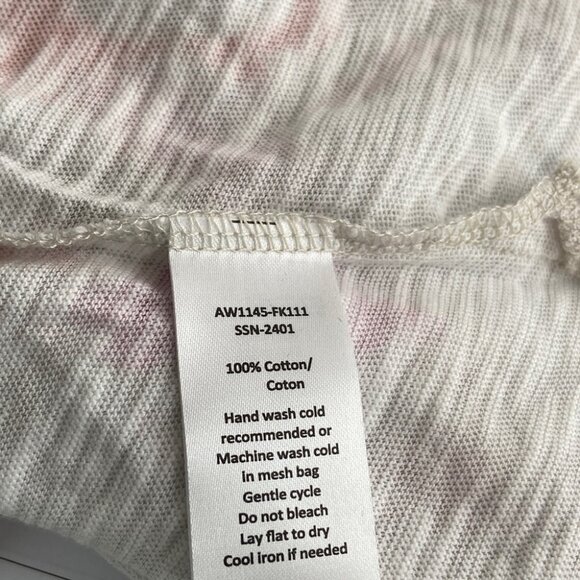 AW1145-FK111
SSN-2401
100% Cotton/
Coton
Hand wash cold
recommended or
Machine wash cold
In mesh bag
Gentle cycle
Do not bleach
Lay flat to dry
Cool iron if needed